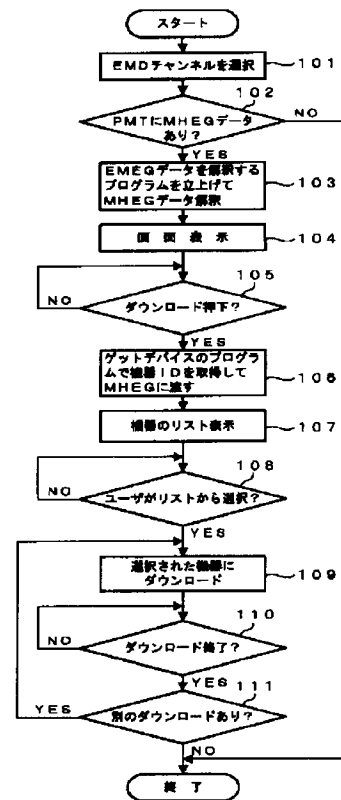 スタート
EMDチャンネルを選択
101
102
PMTにMHEGデータ
あり?
NO
YES
EMEGデータを解釈する
プログラムを立上げて
MHEGデータ解釈
103
画面表示
104
105
ダウンロード押下?
NO
YES
ゲットデバイスのプログラ
ムで機器IDを取得して
MHEGに渡す
106
機器のリスト表示
107
108
ユーザがリストから選択?
NO
YES
選択された機器に
ダウンロード
109
110
ダウンロード終了?
NO
YES
111
別のダウンロードあり?
YES
NO
終了